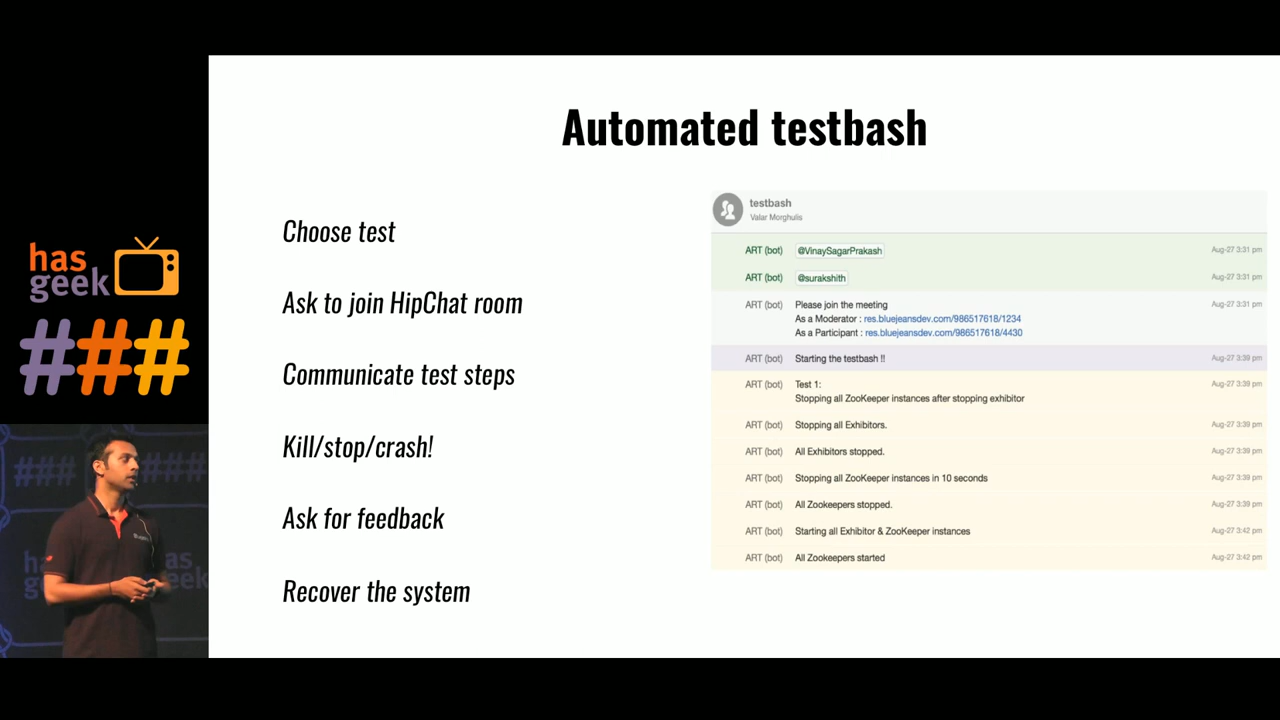 Automated testbash
Choose test
Ask to join HipChat room
Communicate test steps
Kill/stop/crash!
Ask for feedback
Recover the system
testbash
Valar Morghulis
ART (bot) @VinaySagarPrakash Aug-27 3:31 pm
ART (bot) @surakshith Aug-27 3:31 pm
ART (bot) Please join the meeting Aug-27 3:31 pm
As a Moderator : res.bluejeansdev.com/986517618/1234
As a Participant : res.bluejeansdev.com/986517618/4430
ART (bot) Starting the testbash !! Aug-27 3:39 pm
ART (bot) Test 1: Aug-27 3:39 pm
Stopping all ZooKeeper instances after stopping exhibitor
ART (bot) Stopping all Exhibitors. Aug-27 3:39 pm
ART (bot) All Exhibitors stopped. Aug-27 3:39 pm
ART (bot) Stopping all ZooKeeper instances in 10 seconds Aug-27 3:39 pm
ART (bot) All Zookeepers stopped. Aug-27 3:39 pm
ART (bot) Starting all Exhibitor & ZooKeeper instances Aug-27 3:42 pm
ART (bot) All Zookeepers started Aug-27 3:42 pm
has
geek
###
###
###
has
geek